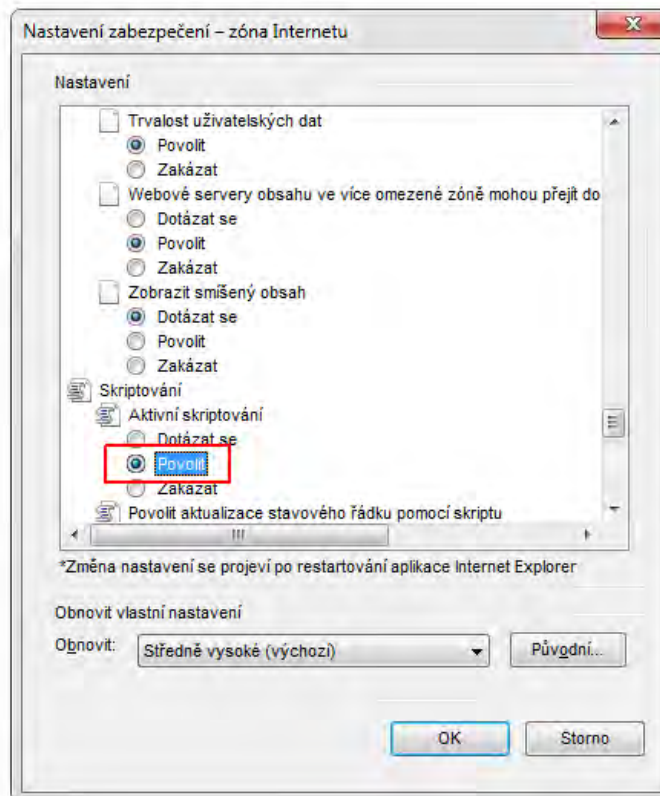 Nastavení zabezpečení – zóna Internetu
Nastavení
Trvalost uživatelských dat
Povolit
Zakázat
Webové servery obsahu ve více omezené zóně mohou přejít do
Dotázat se
Povolit
Zakázat
Zobrazit smíšený obsah
Dotázat se
Povolit
Zakázat
Skriptování
Aktivní skriptování
Dotázat se
Povolit
Zakázat
Povolit aktualizace stavového řádku pomocí skriptu
*Změna nastavení se projeví po restartování aplikace Internet Explorer
Obnovit vlastní nastavení
Obnovit: Středně vysoké (výchozí) Původní...
OK Storno